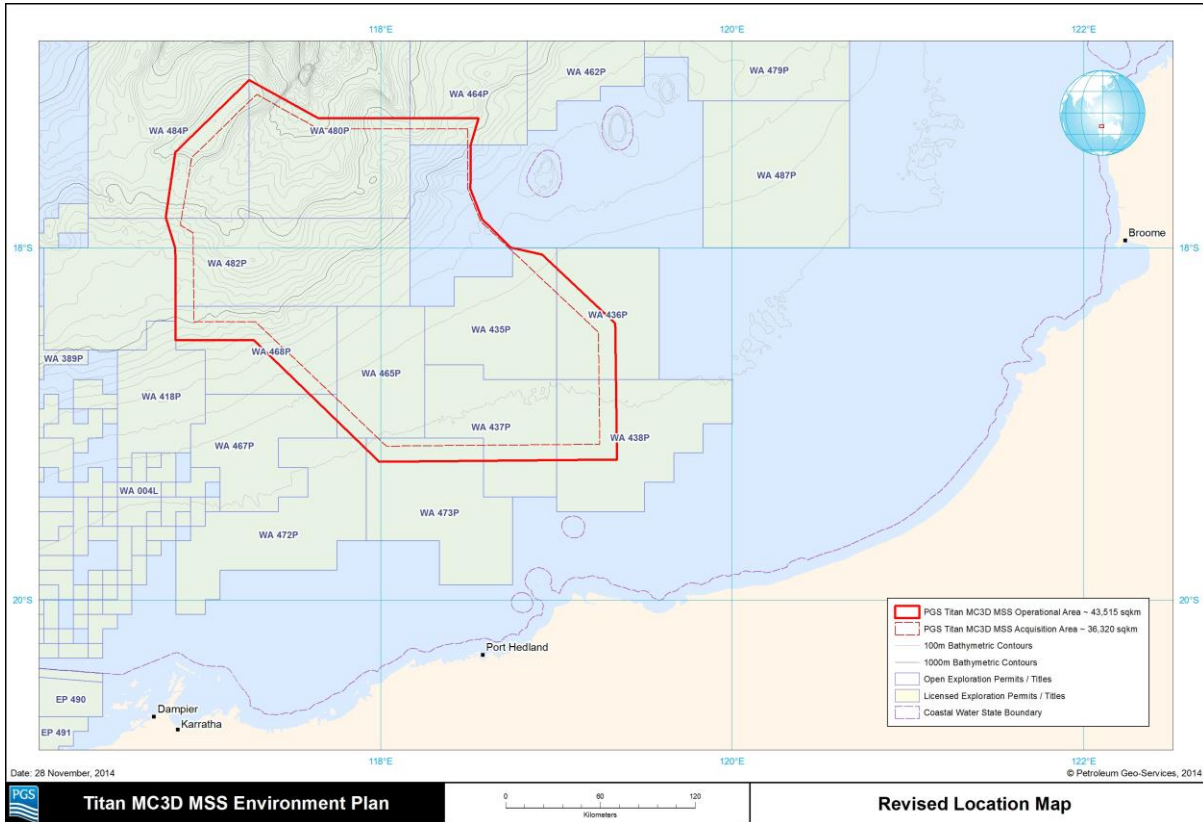 118°E 120°E 122°E
WA 462P WA 479P
WA 464P
WA 484P WA 480P
WA 487P
Broome
18°S 18°S
WA 482P
WA 436P
WA 435P
WA 468P
WA 389P
WA 465P
WA 418P
WA 437P
WA 438P
WA 467P
WA 004L
WA 473P
WA 472P
20°S 20°S
PGS Titan MC3D MSS Operational Area ~ 43,515 sqkm
PGS Titan MC3D MSS Acquisition Area ~ 36,320 sqkm
100m Bathymetric Contours
1000m Bathymetric Contours
Open Exploration Permits / Titles
Licensed Exploration Permits / Titles
Coastal Water State Boundary
Port Hedland
EP 490
Dampier
Karratha
EP 491
118°E 120°E 122°E
Date: 28 November, 2014 © Petroleum Geo-Services, 2014
PGS Titan MC3D MSS Environment Plan
0 60 120
Kilometers
Revised Location Map